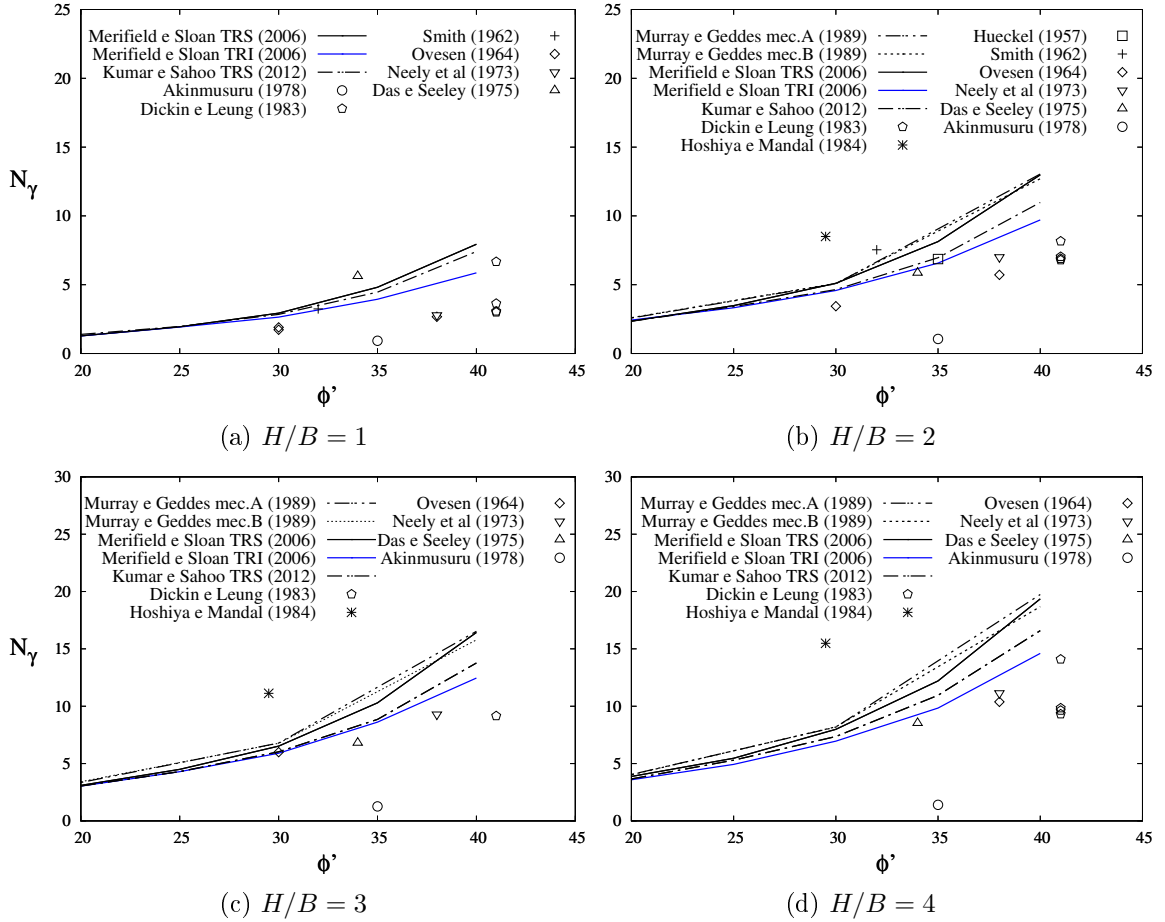 25
20
15
10
5
0
Nγ
Merifield e Sloan TRS (2006)
Merifield e Sloan TRI (2006)
Kumar e Sahoo TRS (2012)
Akinmusuru (1978)
Dickin e Leung (1983)
Smith (1962)
Ovesen (1964)
Neely et al (1973)
Das e Seeley (1975)
20 25 30 35 40 45
ϕ'
(a) H/B = 1
25
20
15
10
5
0
Murray e Geddes mec.A (1989)
Murray e Geddes mec.B (1989)
Merifield e Sloan TRS (2006)
Merifield e Sloan TRI (2006)
Kumar e Sahoo (2012)
Dickin e Leung (1983)
Hoshiya e Mandal (1984)
Hueckel (1957)
Smith (1962)
Ovesen (1964)
Neely et al (1973)
Das e Seeley (1975)
Akinmusuru (1978)
20 25 30 35 40 45
ϕ'
(b) H/B = 2
30
25
20
15
10
5
0
Nγ
Murray e Geddes mec.A (1989)
Murray e Geddes mec.B (1989)
Merifield e Sloan TRS (2006)
Merifield e Sloan TRI (2006)
Kumar e Sahoo TRS (2012)
Dickin e Leung (1983)
Hoshiya e Mandal (1984)
Ovesen (1964)
Neely et al (1973)
Das e Seeley (1975)
Akinmusuru (1978)
20 25 30 35 40 45
ϕ'
(c) H/B = 3
30
25
20
15
10
5
0
Murray e Geddes mec.A (1989)
Murray e Geddes mec.B (1989)
Merifield e Sloan TRS (2006)
Merifield e Sloan TRI (2006)
Kumar e Sahoo TRS (2012)
Dickin e Leung (1983)
Hoshiya e Mandal (1984)
Ovesen (1964)
Neely et al (1973)
Das e Seeley (1975)
Akinmusuru (1978)
20 25 30 35 40 45
ϕ'
(d) H/B = 4